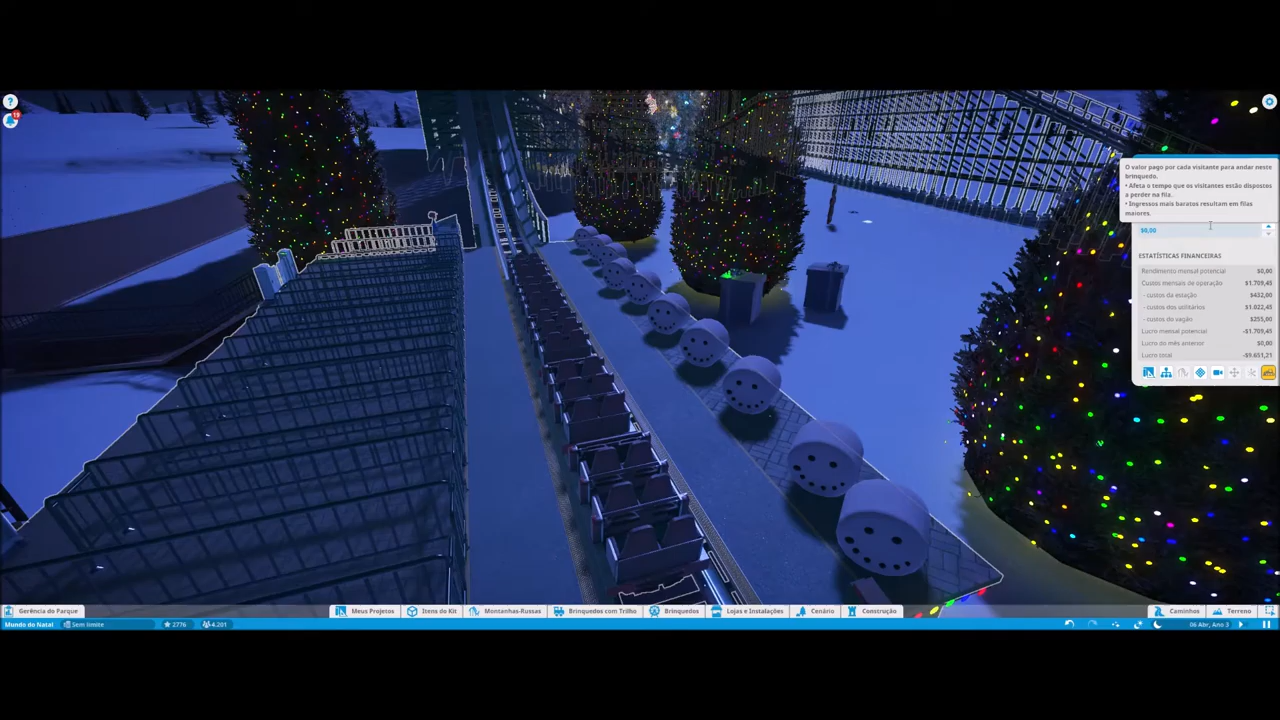 ?
19
O valor pago por cada visitante para andar neste
brinquedo.
• Afeta o tempo que os visitantes estão dispostos
a perder na fila.
• Ingressos mais baratos resultam em filas
maiores.
$0,00
ESTATÍSTICAS FINANCEIRAS
Rendimento mensal potencial $0,00
Custos mensais de operação $1.709,45
- custos da estação $432,00
- custos dos utilitários $1.022,45
- custos do vagão $255,00
Lucro mensal potencial -$1.709,45
Lucro do mês anterior $0,00
Lucro total -$9.651,21
Gerência do Parque Meus Projetos Itens do Kit Montanhas-Russas Brinquedos com Trilho Brinquedos Lojas e Instalações Cenário Construção Caminhos Terreno
Mundo do Natal Sem limite 2776 4.201 06 Abr, Ano 3